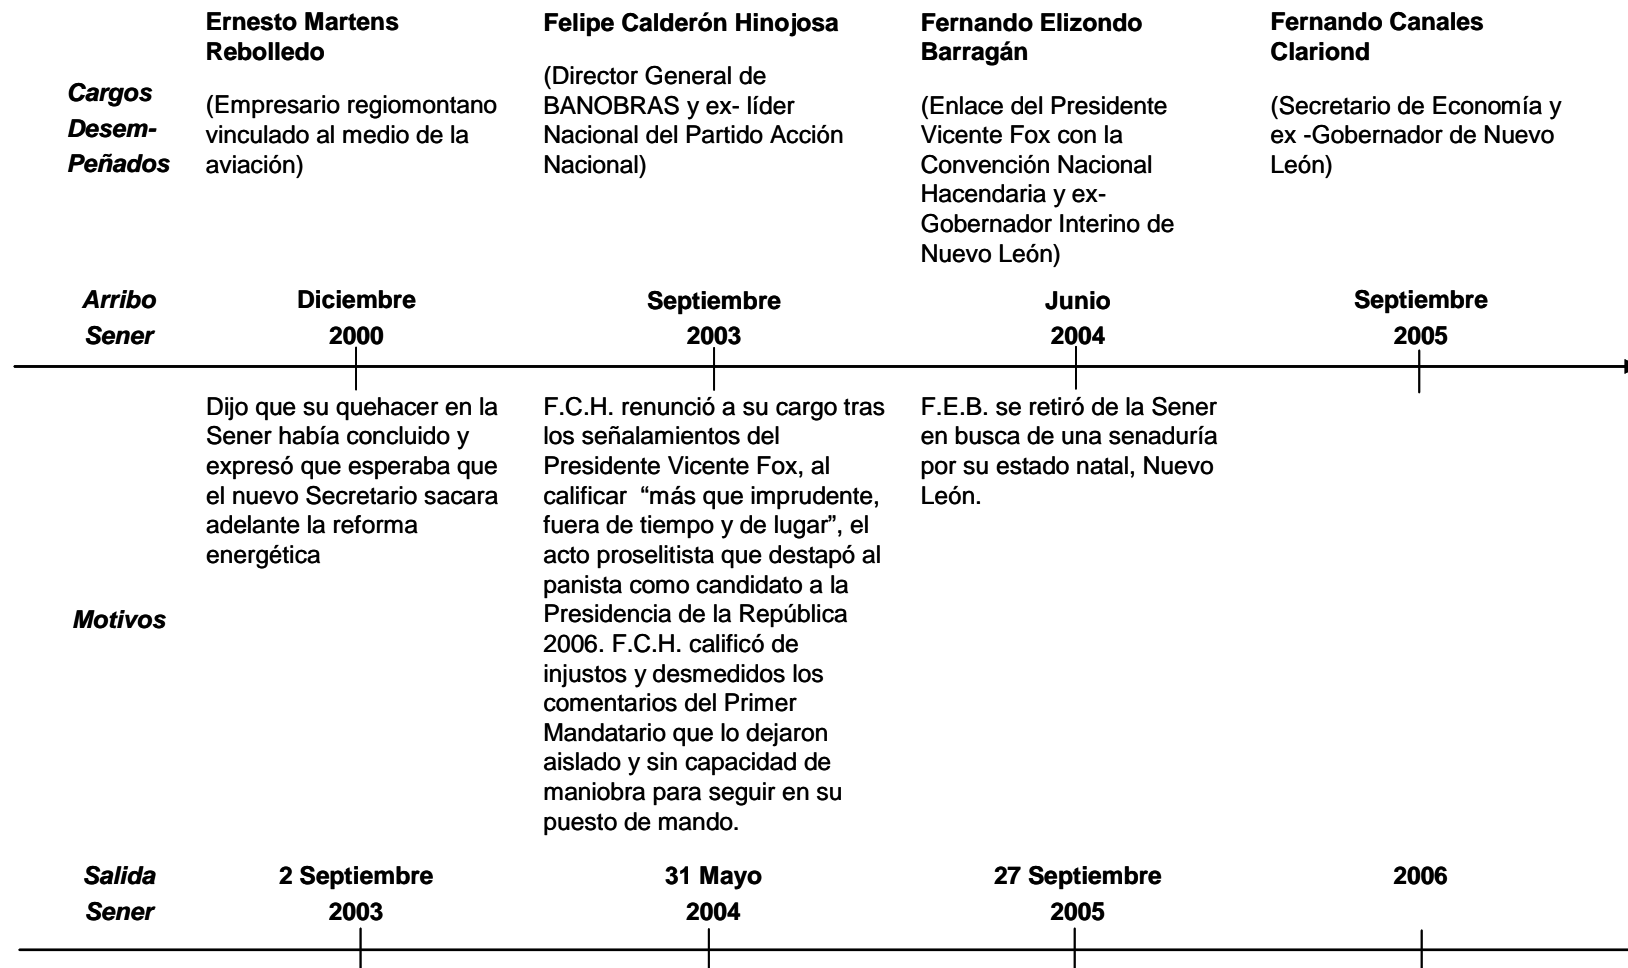 Ernesto Martens
Rebolledo
(Empresario regiomontano
vinculado al medio de la
aviación)
Felipe Calderón Hinojosa
(Director General de
BANOBRAS y ex- líder
Nacional del Partido Acción
Nacional)
Fernando Elizondo
Barragán
(Enlace del Presidente
Vicente Fox con la
Convención Nacional
Hacendaria y ex-
Gobernador Interino de
Nuevo León)
Fernando Canales
Clariond
(Secretario de Economía y
ex -Gobernador de Nuevo
León)
Cargos
Desem-
Peñados
Arribo
Sener
Diciembre
2000
Septiembre
2003
Junio
2004
Septiembre
2005
Dijo que su quehacer en la
Sener había concluido y
expresó que esperaba que
el nuevo Secretario sacara
adelante la reforma
energética
F.C.H. renunció a su cargo tras
los señalamientos del
Presidente Vicente Fox, al
calificar “más que imprudente,
fuera de tiempo y de lugar”, el
acto proselitista que destapó al
panista como candidato a la
Presidencia de la República
2006. F.C.H. calificó de
injustos y desmedidos los
comentarios del Primer
Mandatario que lo dejaron
aislado y sin capacidad de
maniobra para seguir en su
puesto de mando.
F.E.B. se retiró de la Sener
en busca de una senaduría
por su estado natal, Nuevo
León.
Motivos
Salida
Sener
2 Septiembre
2003
31 Mayo
2004
27 Septiembre
2005
2006